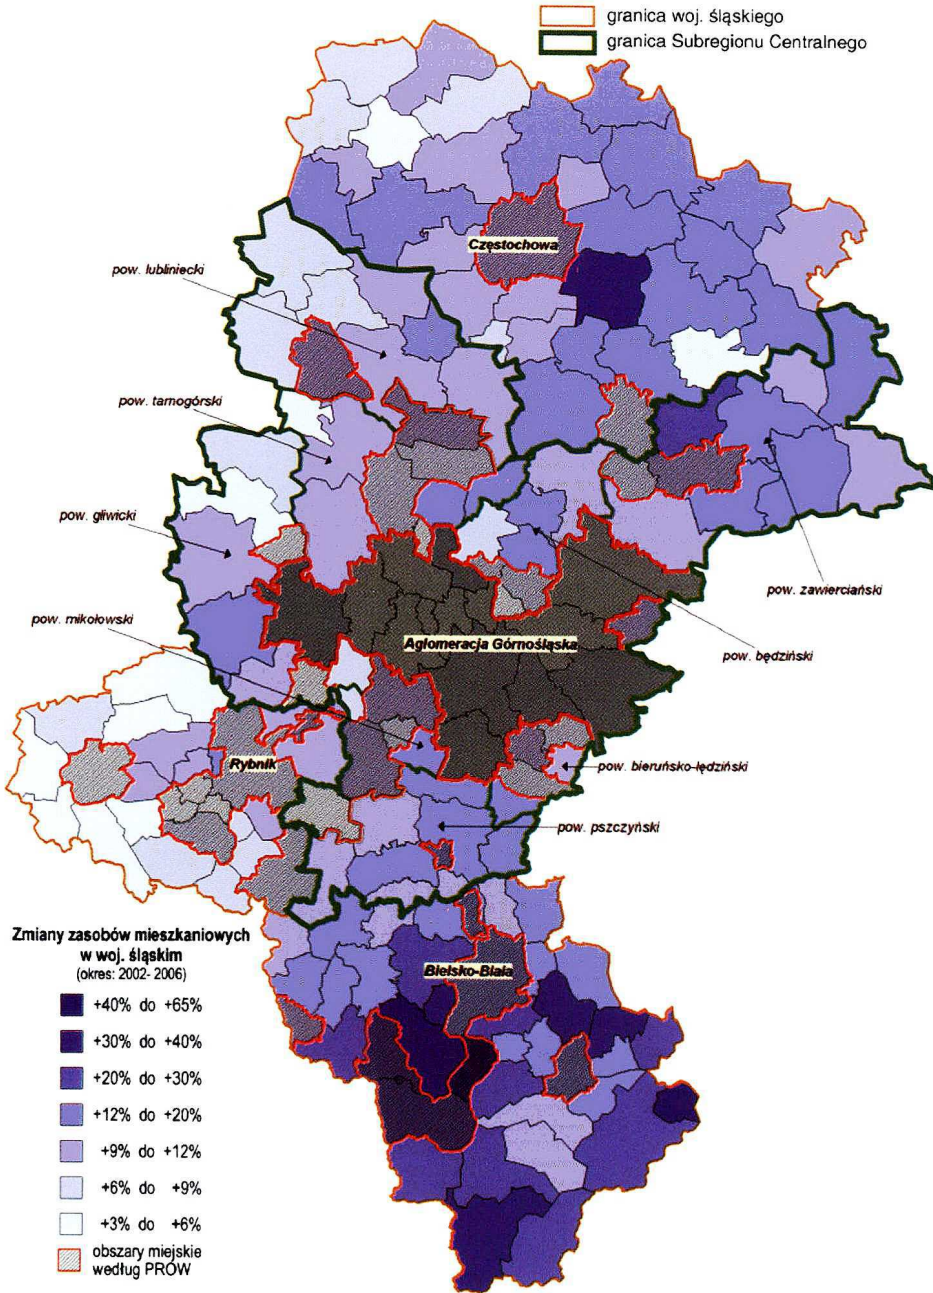 granica woj. śląskiego
granica Subregionu Centralnego
Częstochowa
pow. lubliniecki
pow. tarnogórski
pow. gliwicki
pow. zawierciański
pow. mikołowski
Aglomeracja Górnośląska
pow. będziński
Rybnik
pow. bieruńsko-lędziński
pow. pszczyński
Bielsko-Biała
Zmiany zasobów mieszkaniowych
w woj. śląskim
(okres: 2002- 2006)
+40% do +65%
+30% do +40%
+20% do +30%
+12% do +20%
+9% do +12%
+6% do +9%
+3% do +6%
obszary miejskie
według PROW